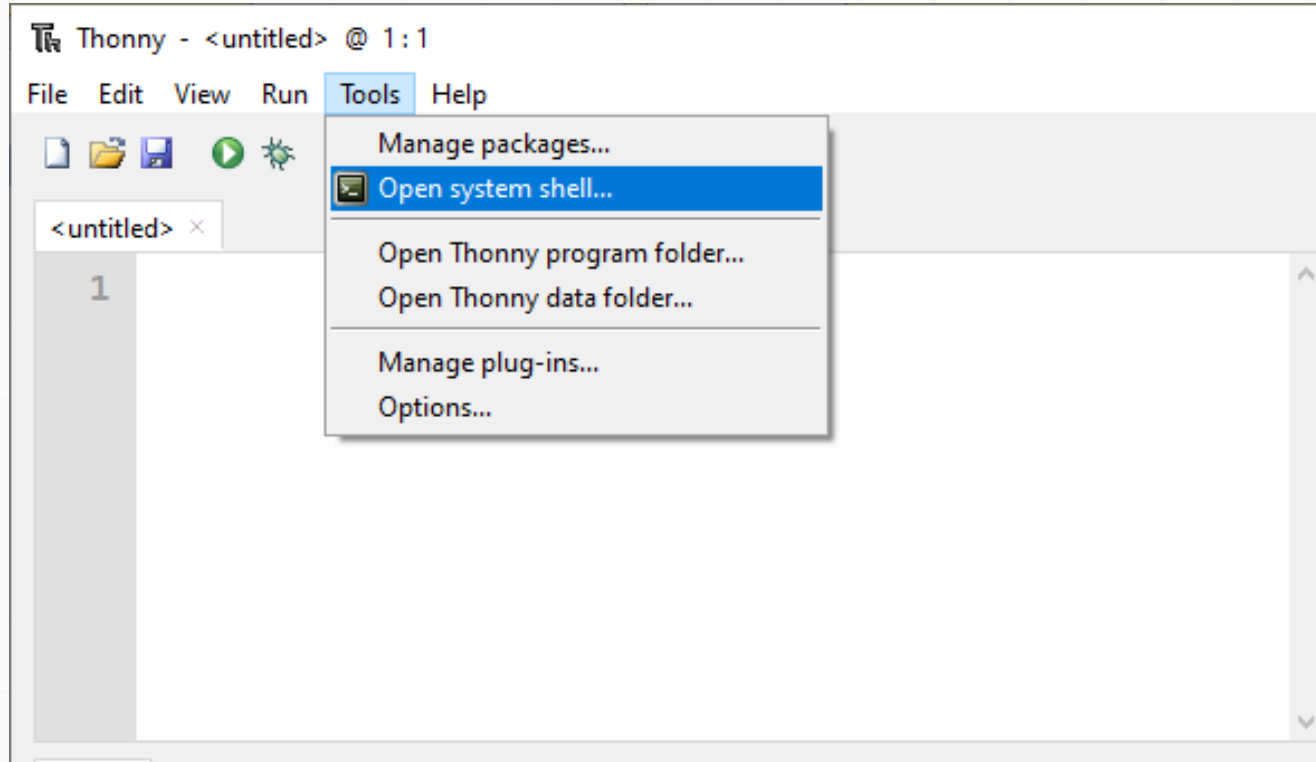 Thonny - <untitled> @ 1:1
File Edit View Run Tools Help
Manage packages...
Open system shell...
<untitled> ×
Open Thonny program folder...
1
Open Thonny data folder...
Manage plug-ins...
Options...